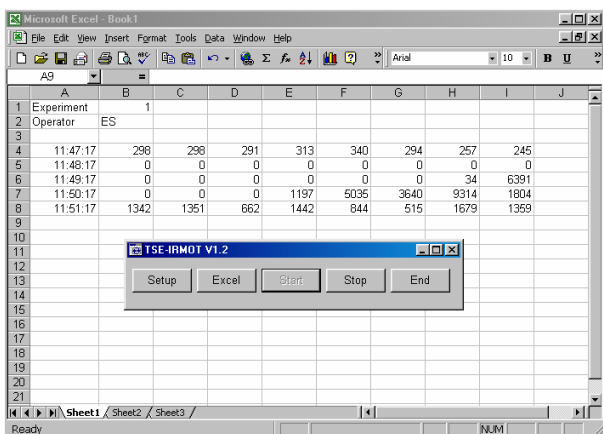 Microsoft Excel - Book1
File Edit View Insert Format Tools Data Window Help
Arial 10 B U
A9 =
A B C D E F G H I J
1 Experiment 1
2 Operator ES
3
4 11:47:17 298 298 291 313 340 294 257 245
5 11:48:17 0 0 0 0 0 0 0 0
6 11:49:17 0 0 0 0 0 0 34 6391
7 11:50:17 0 0 0 1197 5035 3640 9314 1804
8 11:51:17 1342 1351 662 1442 844 515 1679 1359
9
10
11
12
13
14
15
16
17
18
19
20
21
TSE-IRMOT V1.2
Setup Excel Start Stop End
Sheet1 Sheet2 Sheet3
Ready NUM